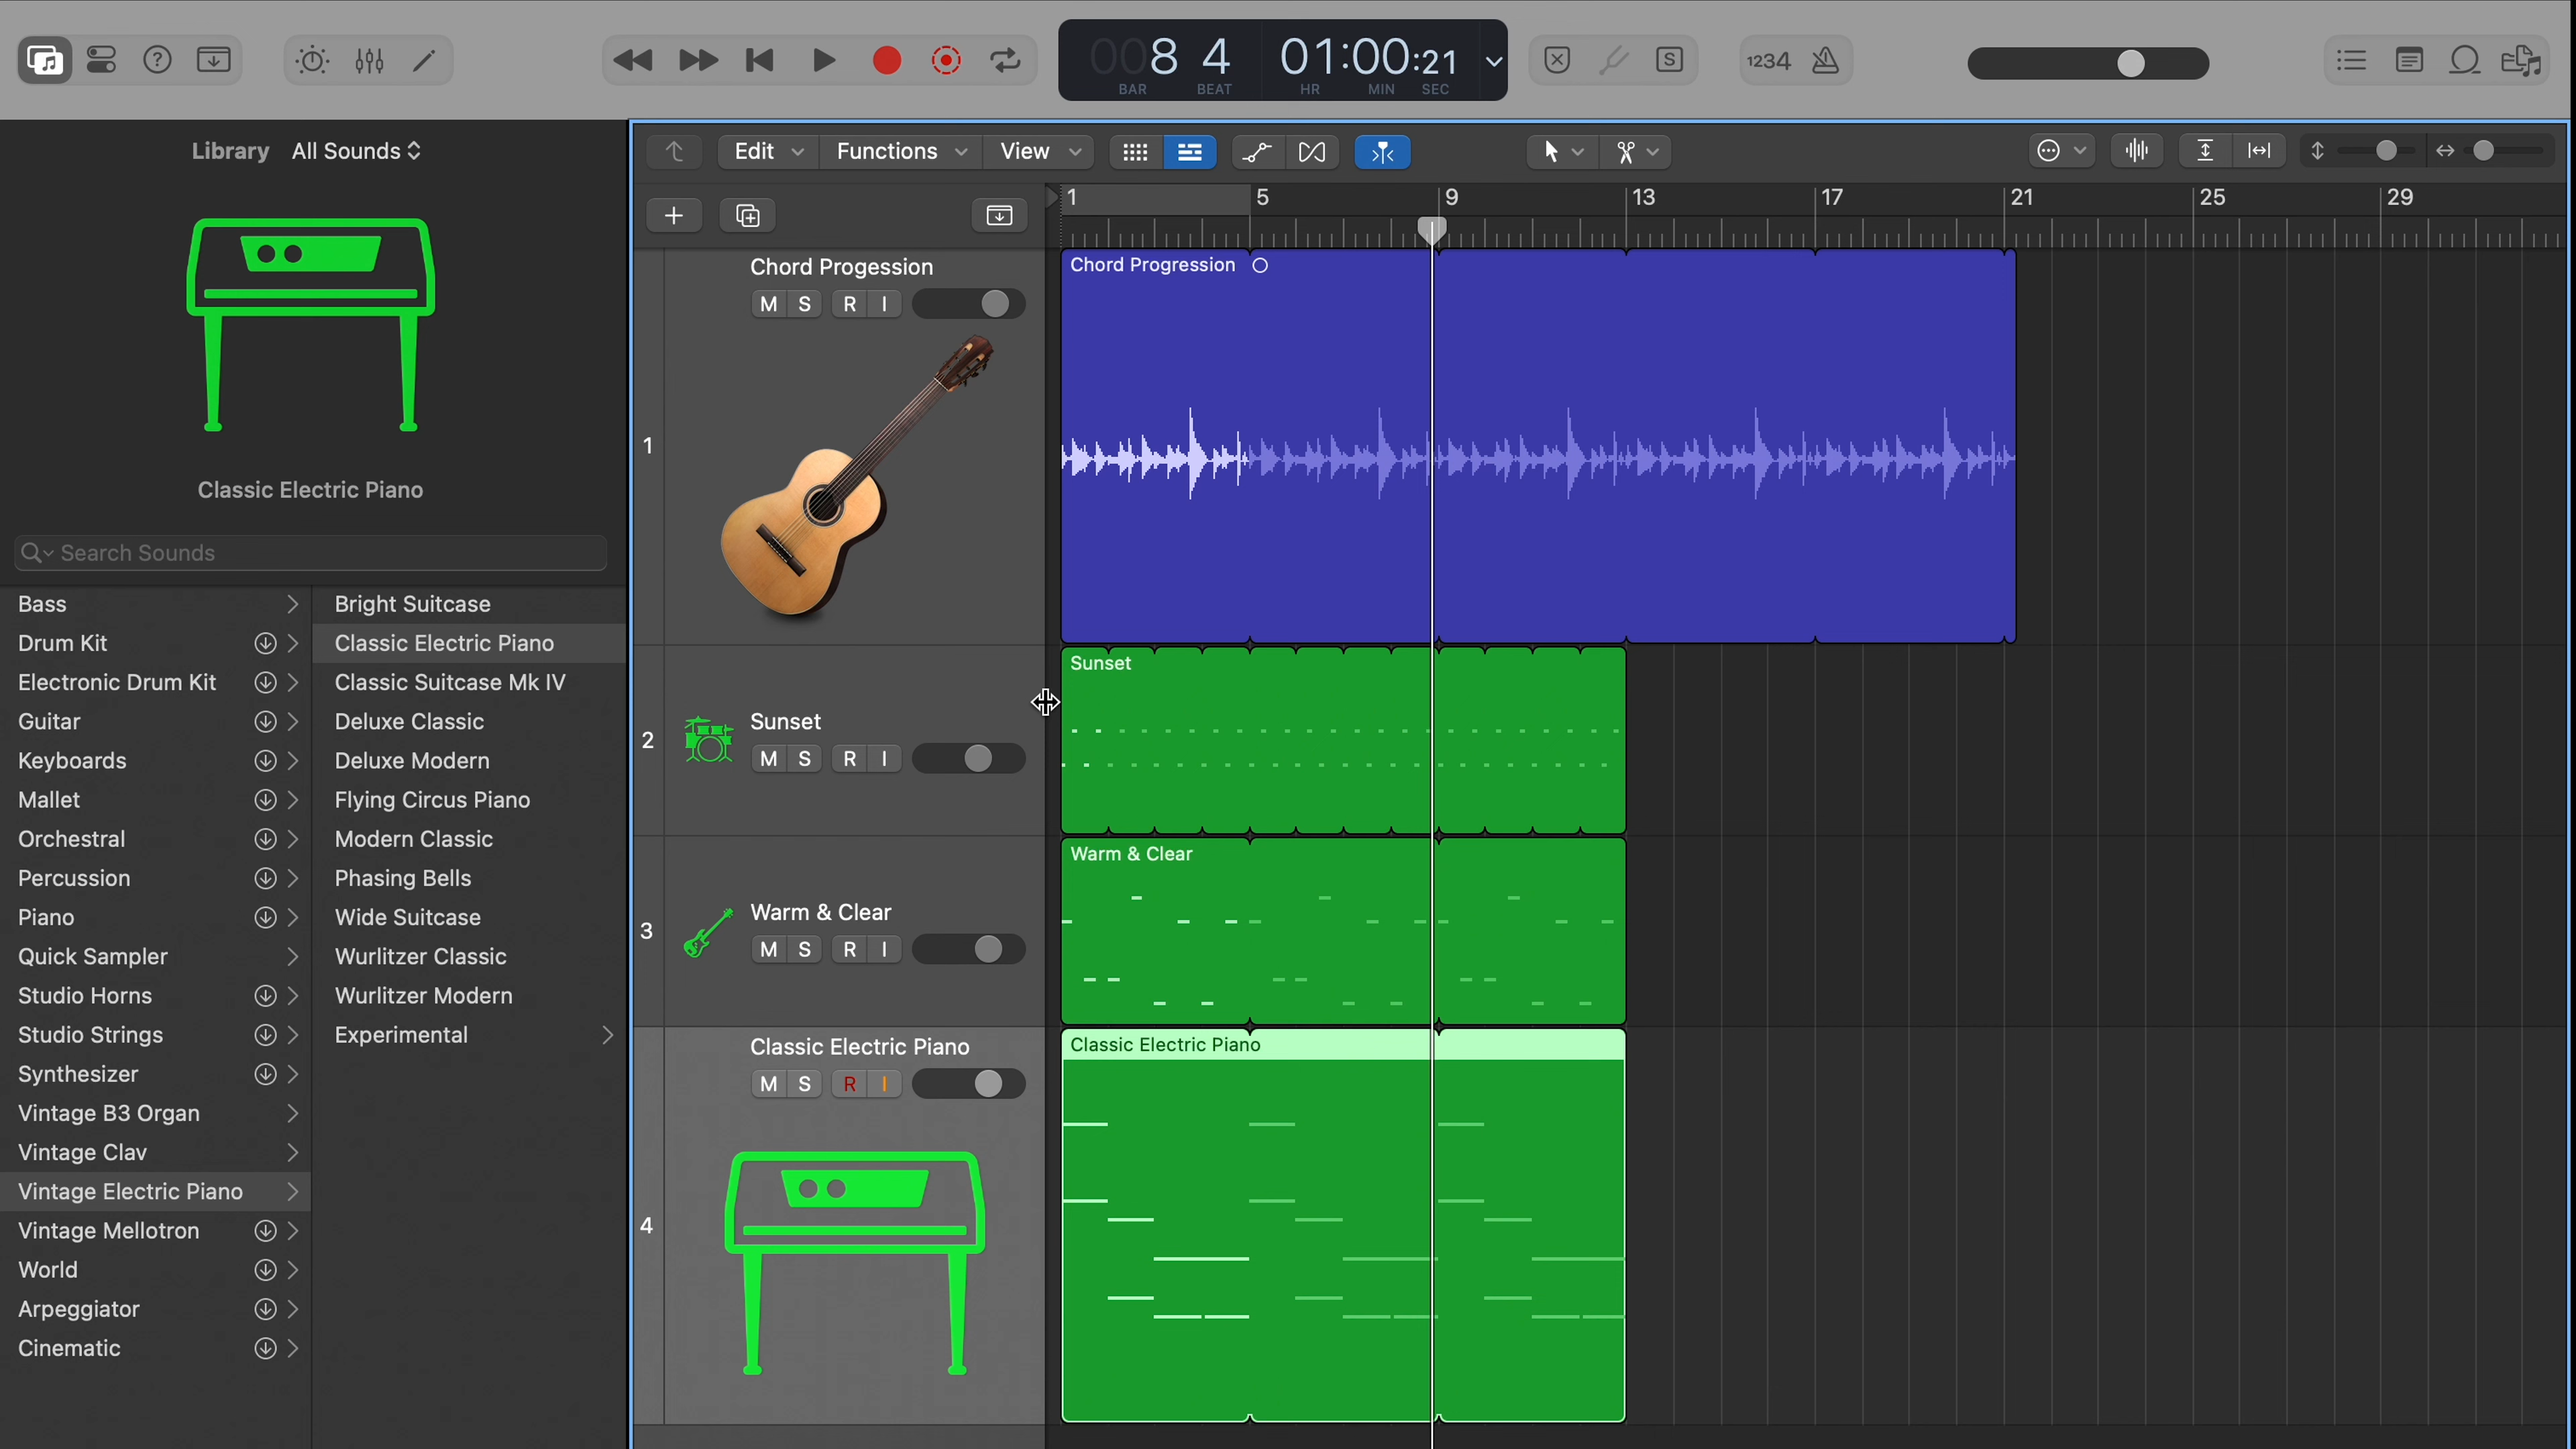 008 4 01:00:21
BAR BEAT HR MIN SEC
S
1234
Library All Sounds
Edit Functions View
1 5 9 13 17 21 25 29
Classic Electric Piano
Search Sounds
Bass
Drum Kit
Electronic Drum Kit
Guitar
Keyboards
Mallet
Orchestral
Percussion
Piano
Quick Sampler
Studio Horns
Studio Strings
Synthesizer
Vintage B3 Organ
Vintage Clav
Vintage Electric Piano
Vintage Mellotron
World
Arpeggiator
Cinematic
Bright Suitcase
Classic Electric Piano
Classic Suitcase Mk IV
Deluxe Classic
Deluxe Modern
Flying Circus Piano
Modern Classic
Phasing Bells
Wide Suitcase
Wurlitzer Classic
Wurlitzer Modern
Experimental
1
Chord Progession
M S R I
2
Sunset
M S R I
3
Warm & Clear
M S R I
4
Classic Electric Piano
M S R I
Chord Progression
Sunset
Warm & Clear
Classic Electric Piano